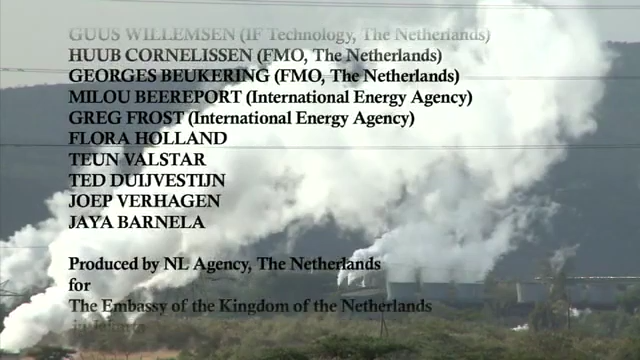 GUUS WILLEMSEN (IF Technology, The Netherlands)
HUUB CORNELISSEN (FMO, The Netherlands)
GEORGES BEUKERING (FMO, The Netherlands)
MILOU BEEREPORT (International Energy Agency)
GREG FROST (International Energy Agency)
FLORA HOLLAND
TEUN VALSTAR
TED DUIJVESTIJN
JOEP VERHAGEN
JAYA BARNELA
Produced by NL Agency, The Netherlands
for
The Embassy of the Kingdom of the Netherlands
in Jakarta